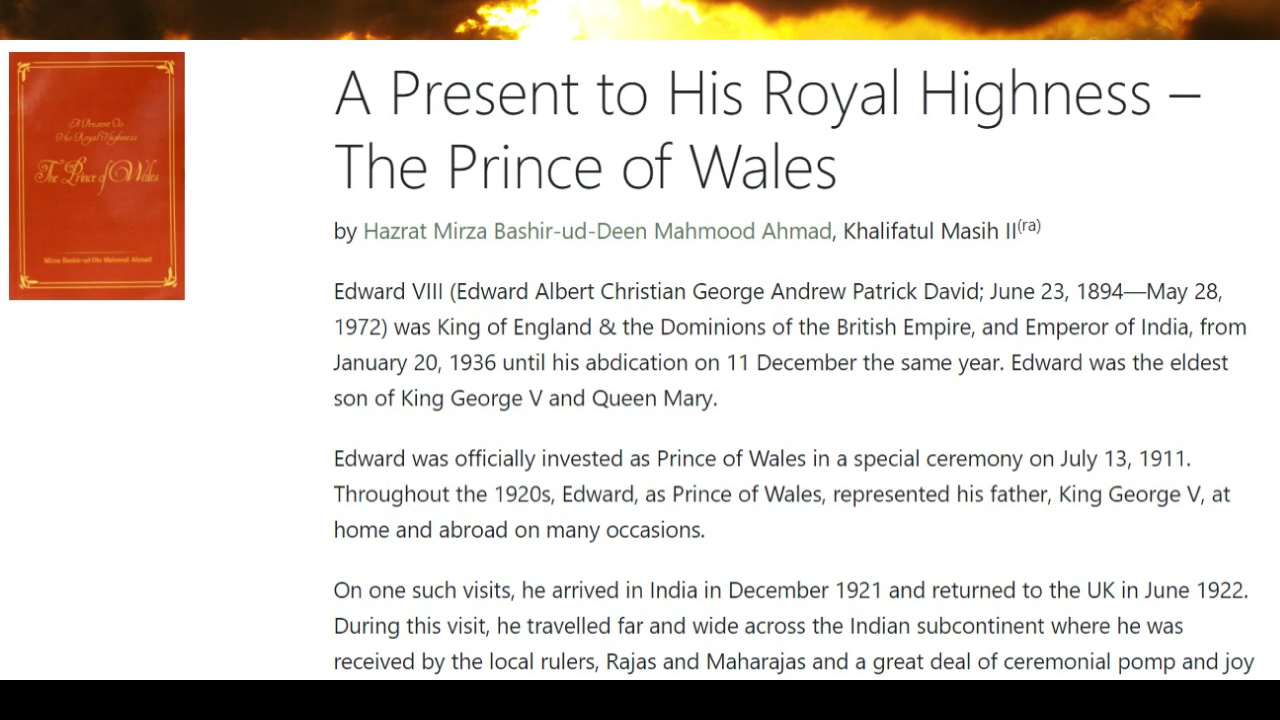 A Present To
His Royal Highness
The Prince of Wales
Mirza Bashir-ud-Din Mahmud Ahmad
A Present to His Royal Highness –
The Prince of Wales
by Hazrat Mirza Bashir-ud-Deen Mahmood Ahmad, Khalifatul Masih II(ra)
Edward VIII (Edward Albert Christian George Andrew Patrick David; June 23, 1894—May 28,
1972) was King of England & the Dominions of the British Empire, and Emperor of India, from
January 20, 1936 until his abdication on 11 December the same year. Edward was the eldest
son of King George V and Queen Mary.
Edward was officially invested as Prince of Wales in a special ceremony on July 13, 1911.
Throughout the 1920s, Edward, as Prince of Wales, represented his father, King George V, at
home and abroad on many occasions.
On one such visits, he arrived in India in December 1921 and returned to the UK in June 1922.
During this visit, he travelled far and wide across the Indian subcontinent where he was
received by the local rulers, Rajas and Maharajas and a great deal of ceremonial pomp and joy